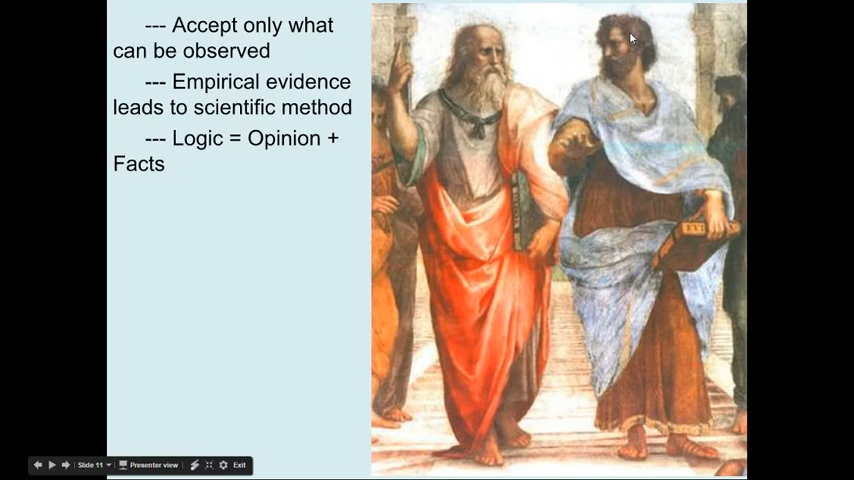 --- Accept only what
can be observed
--- Empirical evidence
leads to scientific method
--- Logic = Opinion +
Facts
Slide 11
Presenter view
Exit